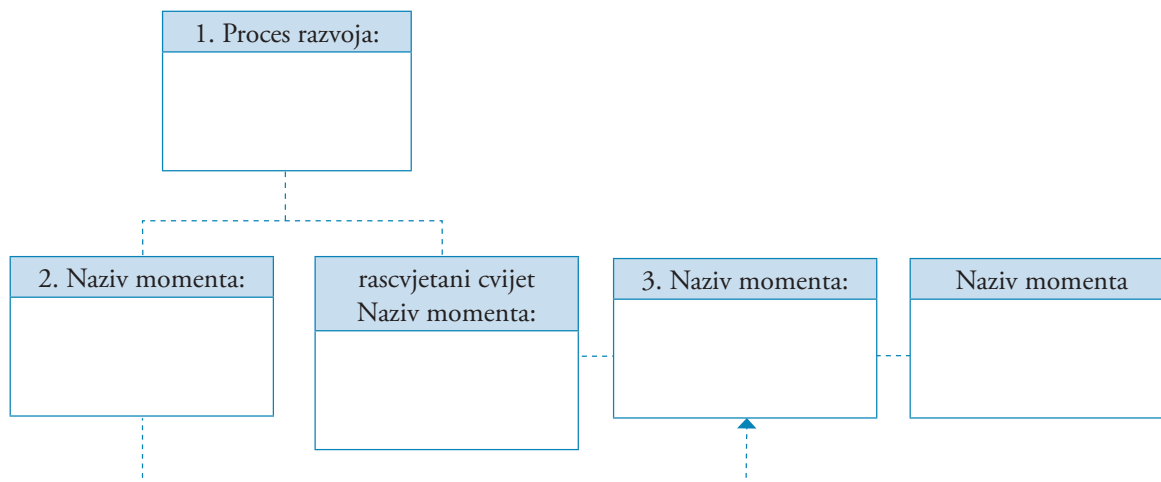 1. Proces razvoja:
2. Naziv momenta:
rascvjetani cvijet
Naziv momenta:
3. Naziv momenta:
Naziv momenta